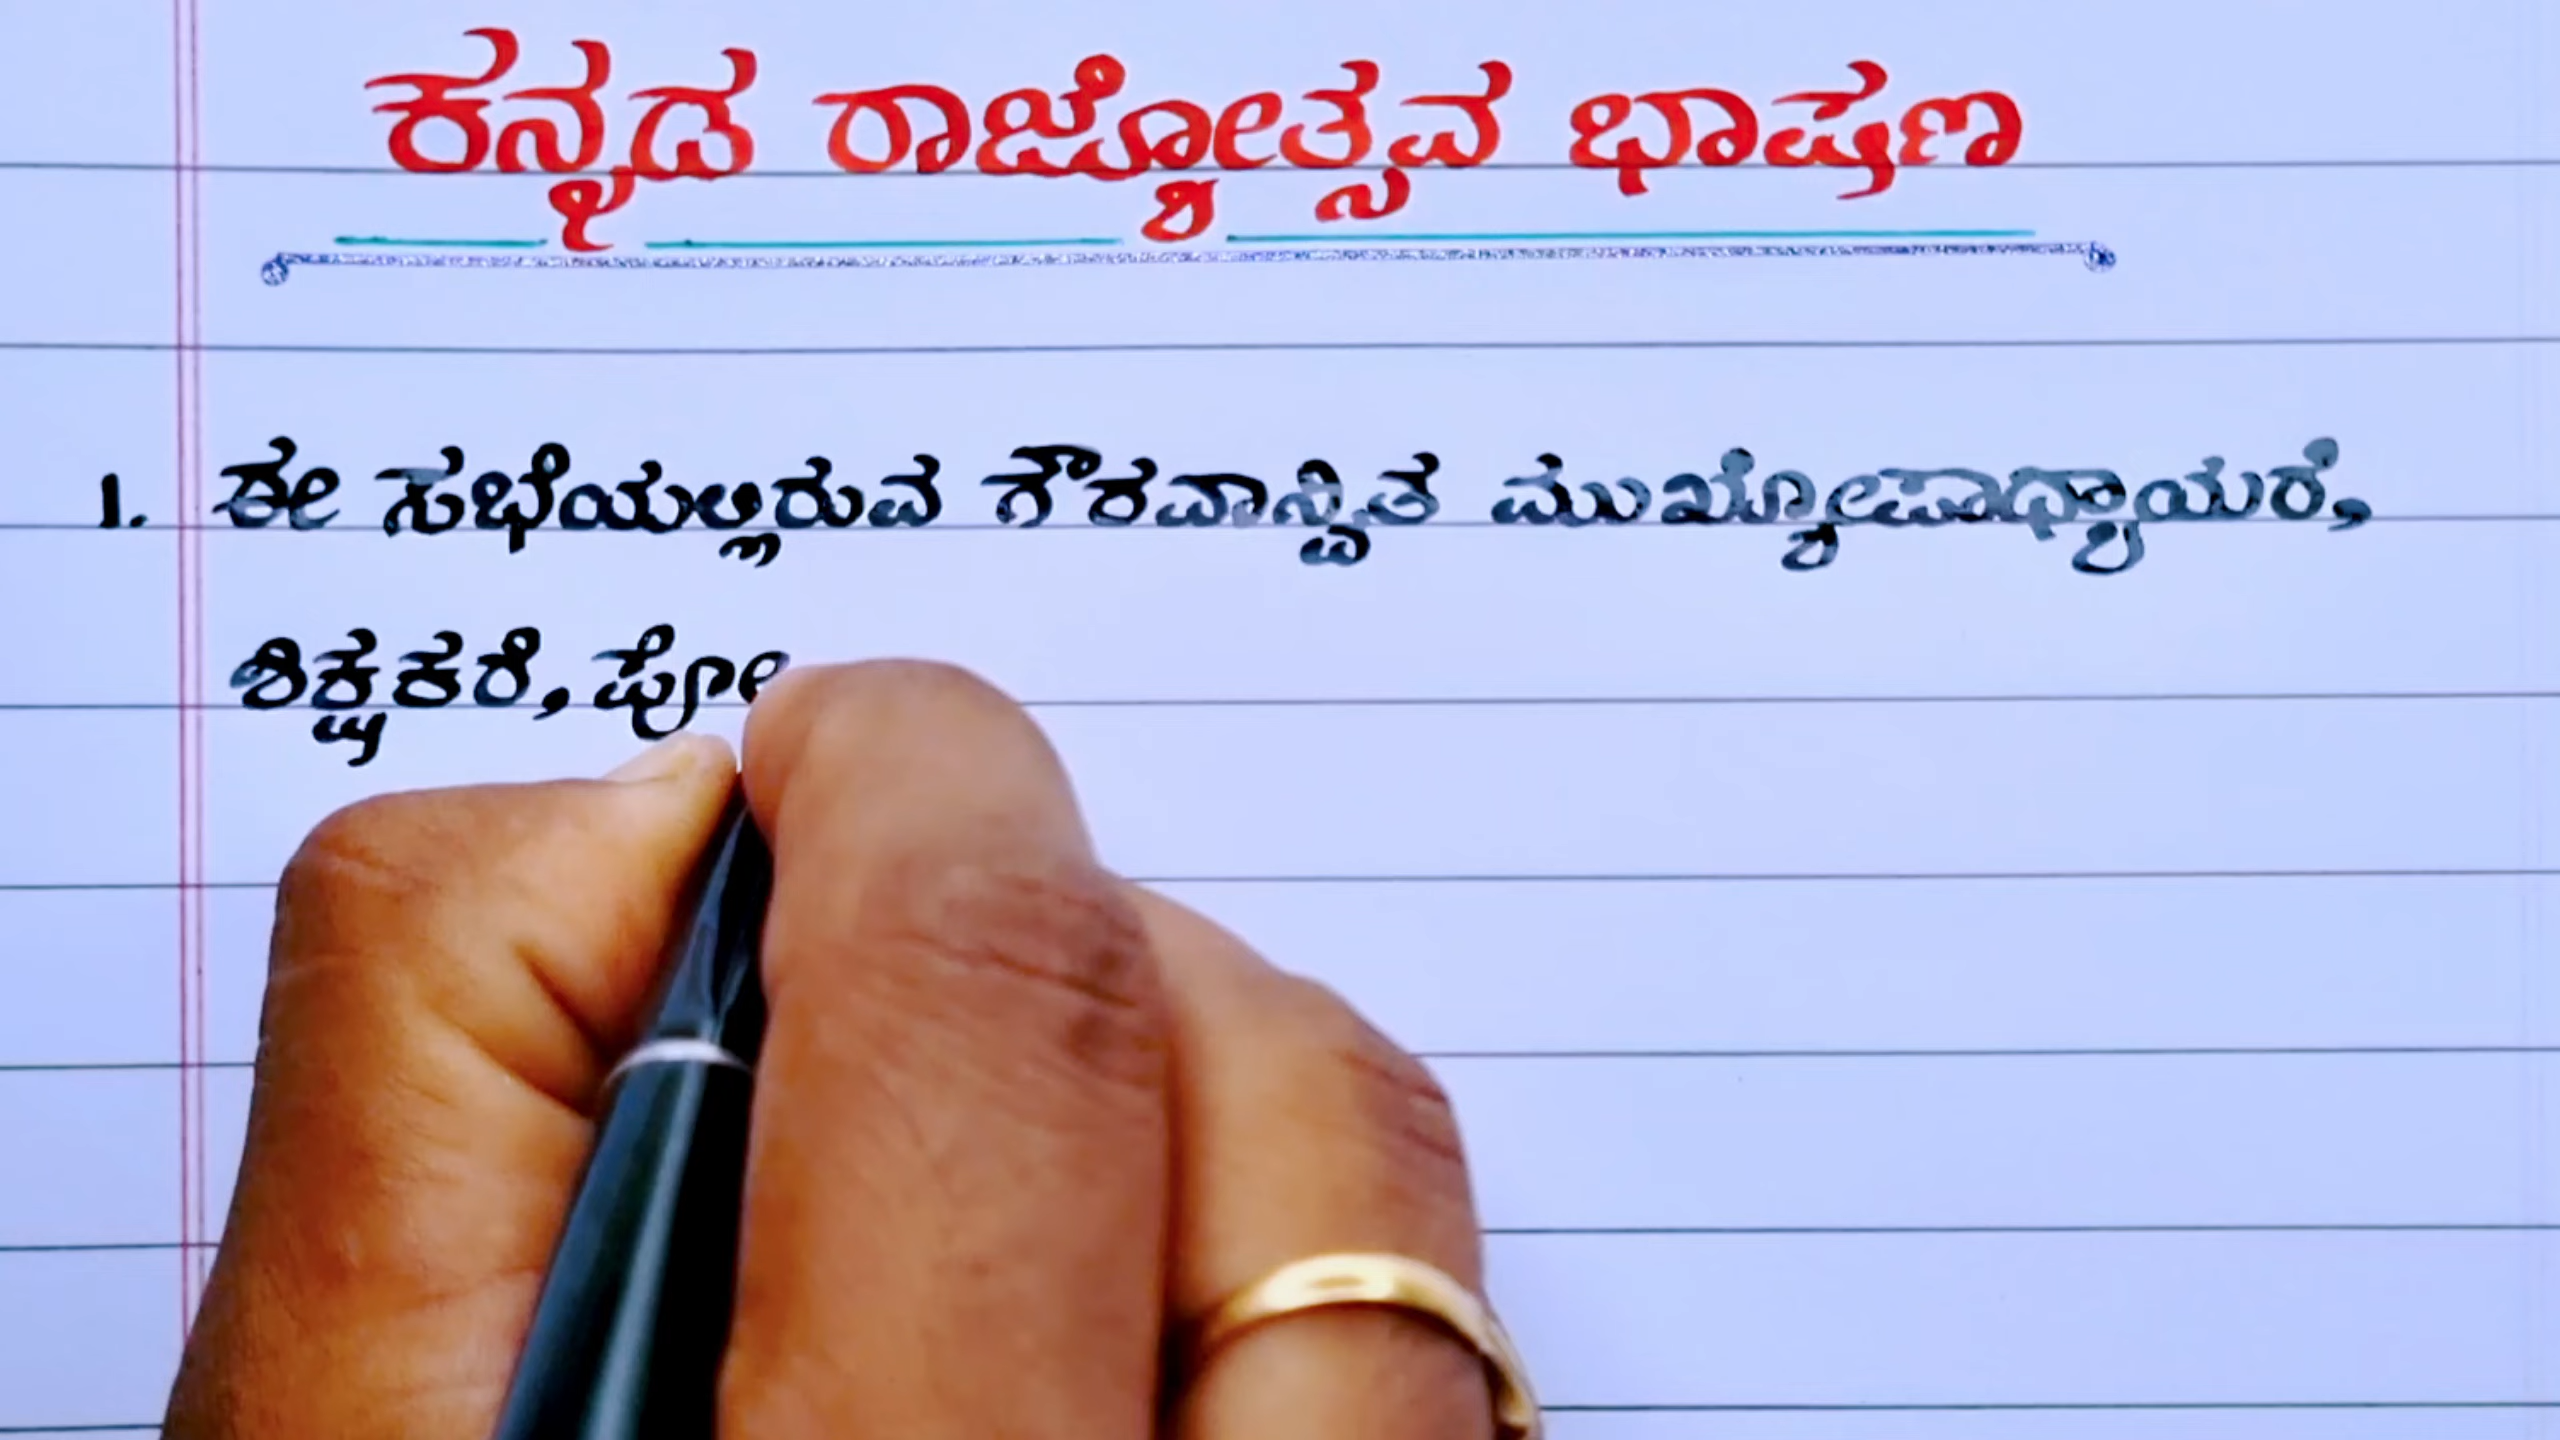 ಕನ್ನಡ ರಾಜ್ಯೋತ್ಸವ ಭಾಷಣ
1. ಈ ಸಭೆಯಲ್ಲಿರುವ ಗೌರವಾನ್ವಿತ ಮುಖ್ಯೋಪಾಧ್ಯಾಯರೆ,
ಶಿಕ್ಷಕರೆ, ಪೋ